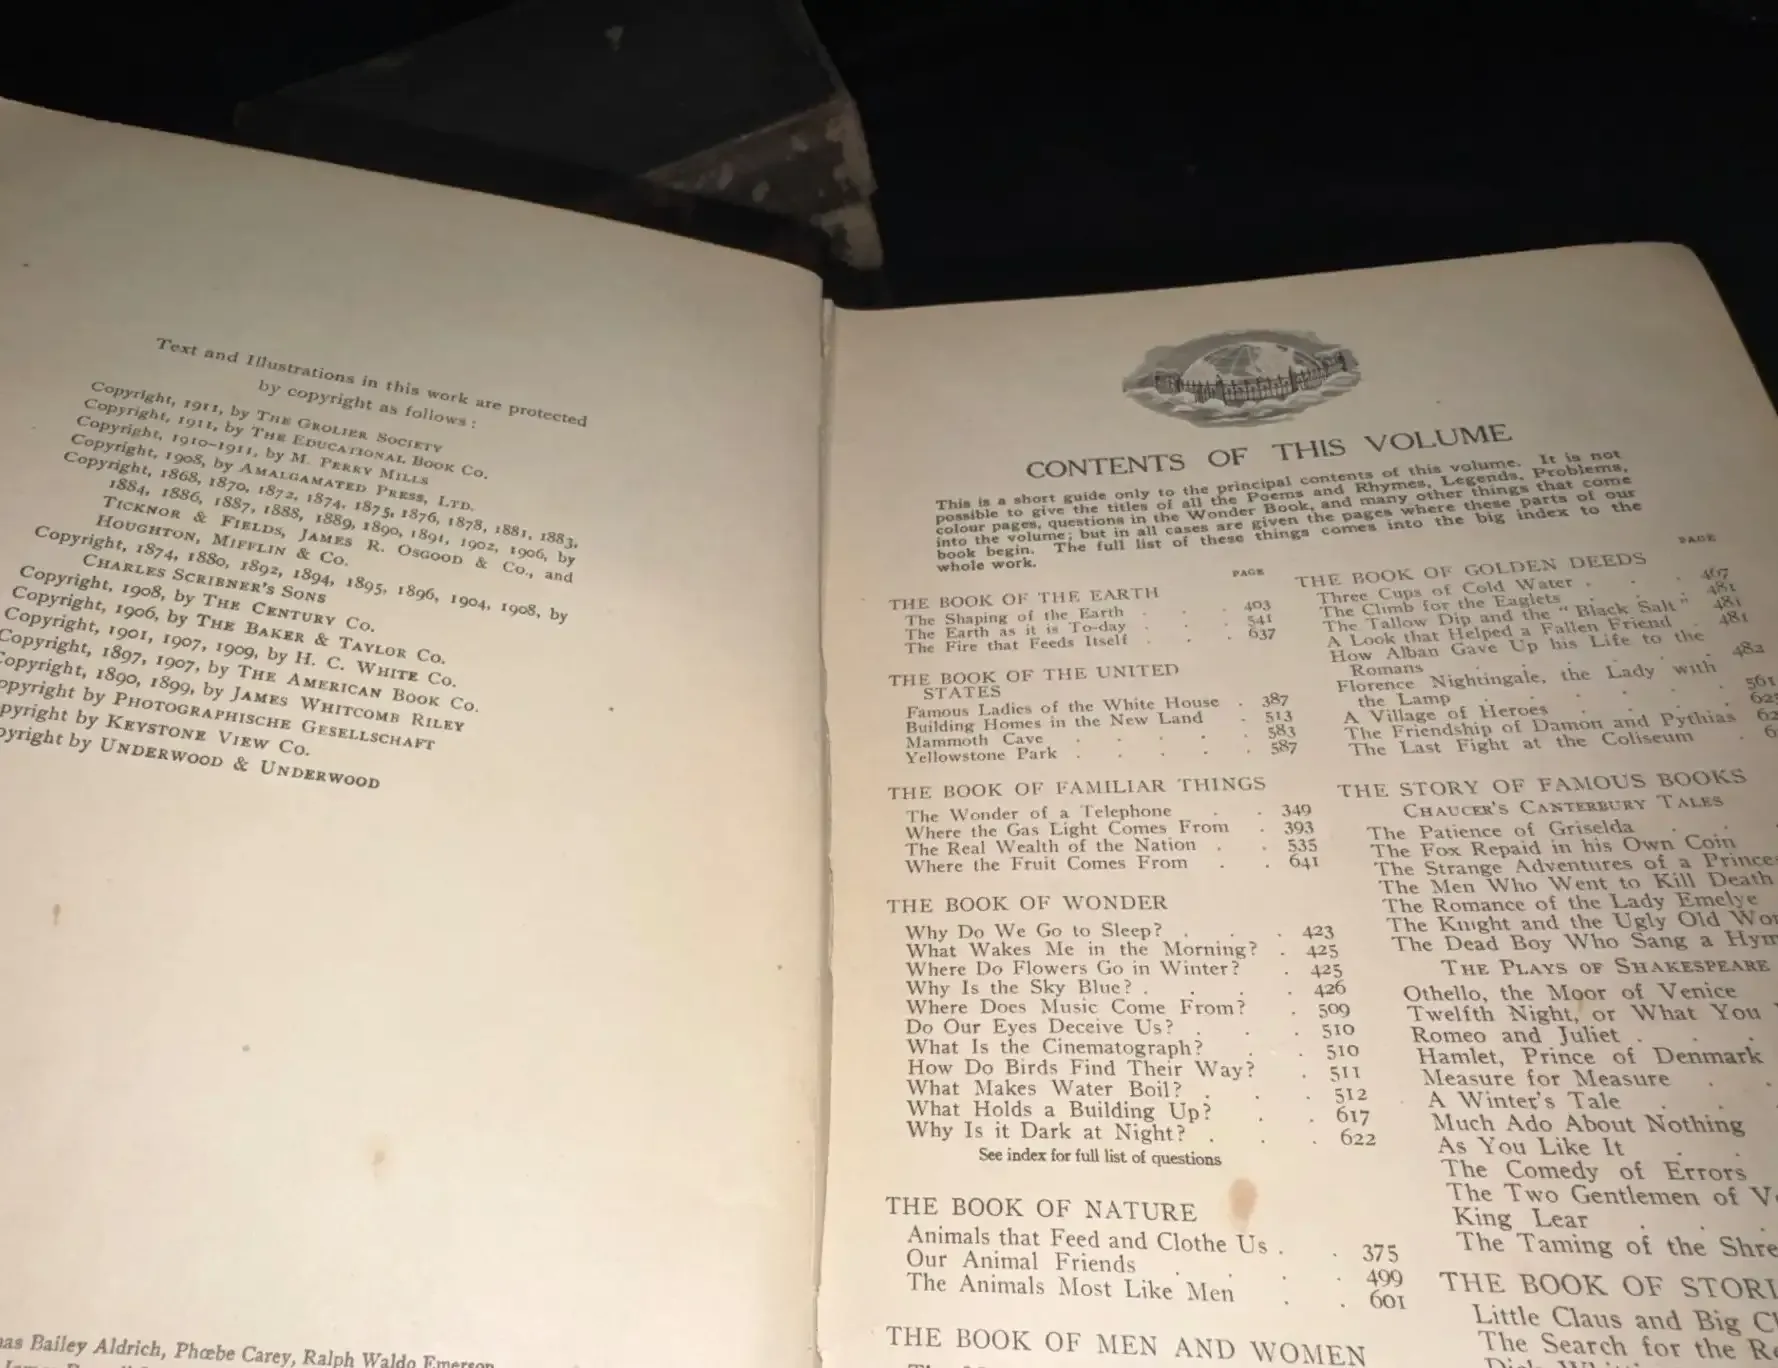 Text and Illustrations in this work are protected
by copyright as follows:
Copyright, 1911, by THE GROLIER SOCIETY
Copyright, 1911, by THE EDUCATIONAL BOOK CO.
Copyright, 1910-1911, by M. PERRY MILLS
Copyright, 1908, by AMALGAMATED PRESS, LTD.
Copyright, 1868, 1870, 1872, 1874, 1875, 1876, 1878, 1881, 1883,
1884, 1886, 1887, 1888, 1889, 1890, 1891, 1902, 1906, by
TICKNOR & FIELDS, JAMES R. OSGOOD & CO., and
HOUGHTON, MIFFLIN & CO.
Copyright, 1874, 1880, 1892, 1894, 1895, 1896, 1904, 1908, by
CHARLES SCRIBNER'S SONS
Copyright, 1908, by THE CENTURY CO.
Copyright, 1906, by THE BAKER & TAYLOR CO.
Copyright, 1901, 1907, 1909, by H. C. WHITE CO.
Copyright, 1897, 1907, by THE AMERICAN BOOK CO.
Copyright, 1890, 1899, by JAMES WHITCOMB RILEY
opyright by PHOTOGRAPHISCHE GESELLSCHAFT
pyright by KEYSTONE VIEW CO.
pyright by UNDERWOOD & UNDERWOOD
as Bailey Aldrich, Phœbe Carey, Ralph Waldo Emerson
CONTENTS OF THIS VOLUME
This is a short guide only to the principal contents of this volume. It is not
possible to give the titles of all the Poems and Rhymes, Legends, Problems,
colour pages, questions in the Wonder Book, and many other things that come
into the volume; but in all cases are given the pages where these parts of our
book begin. The full list of these things comes into the big index to the
whole work.
PAGE
THE BOOK OF THE EARTH
The Shaping of the Earth . . . 403
The Earth as it is To-day . . . 541
The Fire that Feeds Itself . . . 637
THE BOOK OF THE UNITED
STATES
Famous Ladies of the White House . 387
Building Homes in the New Land . 513
Mammoth Cave . . . . 583
Yellowstone Park . . . . 587
THE BOOK OF FAMILIAR THINGS
The Wonder of a Telephone . . 349
Where the Gas Light Comes From . 393
The Real Wealth of the Nation . . 535
Where the Fruit Comes From . . 641
THE BOOK OF WONDER
Why Do We Go to Sleep? . . . 423
What Wakes Me in the Morning? . 425
Where Do Flowers Go in Winter? . 425
Why Is the Sky Blue? . . . . 426
Where Does Music Come From? . 509
Do Our Eyes Deceive Us? . . . 510
What Is the Cinematograph? . . 510
How Do Birds Find Their Way? . 511
What Makes Water Boil? . . . 512
What Holds a Building Up? . . 617
Why Is it Dark at Night? . . . 622
See index for full list of questions
THE BOOK OF NATURE
Animals that Feed and Clothe Us . . 375
Our Animal Friends . . . . 499
The Animals Most Like Men . . 601
THE BOOK OF MEN AND WOMEN
PAGE
THE BOOK OF GOLDEN DEEDS
Three Cups of Cold Water . . . 467
The Climb for the Eaglets . . . 481
The Tallow Dip and the "Black Salt" 481
A Look that Helped a Fallen Friend . 481
How Alban Gave Up his Life to the
Romans . . . . . 482
Florence Nightingale, the Lady with
the Lamp . . . . . 561
A Village of Heroes . . . . 625
The Friendship of Damon and Pythias 62
The Last Fight at the Coliseum . 6
THE STORY OF FAMOUS BOOKS
CHAUCER'S CANTERBURY TALES
The Patience of Griselda . .
The Fox Repaid in his Own Coin
The Strange Adventures of a Prince
The Men Who Went to Kill Death
The Romance of the Lady Emelye
The Knight and the Ugly Old Wo
The Dead Boy Who Sang a Hym
THE PLAYS OF SHAKESPEARE
Othello, the Moor of Venice
Twelfth Night, or What You
Romeo and Juliet . . .
Hamlet, Prince of Denmark
Measure for Measure . .
A Winter's Tale . .
Much Ado About Nothing
As You Like It . .
The Comedy of Errors
The Two Gentlemen of V
King Lear . . .
The Taming of the Shre
THE BOOK OF STORI
Little Claus and Big C
The Search for the R